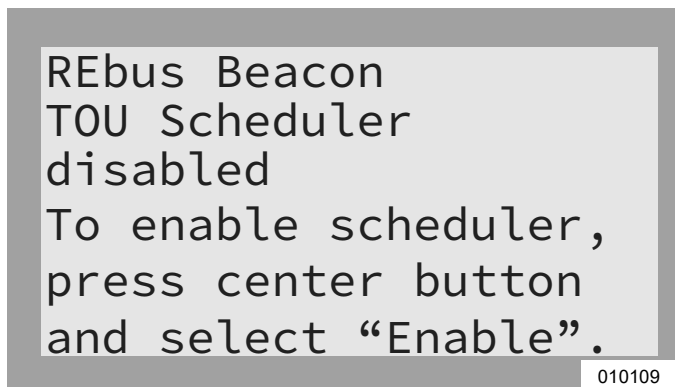 REbus Beacon
TOU Scheduler
disabled
To enable scheduler,
press center button
and select “Enable”.
010109